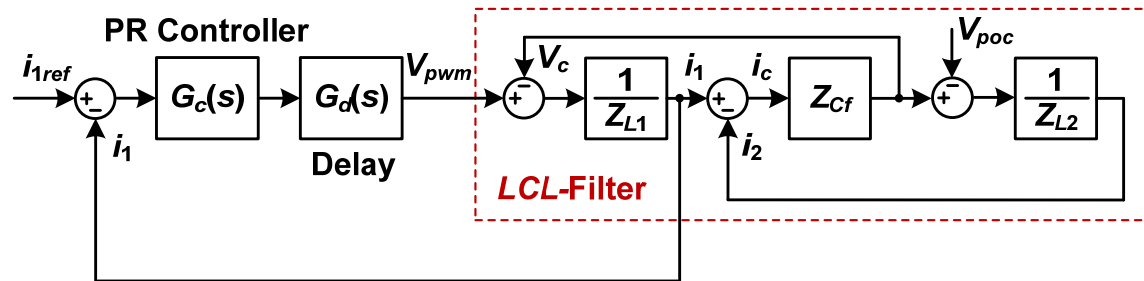 PR Controller
i1ref
+
−
i1
Gc(s)
Gd(s)
Delay
Vpwm
+
−
Vc
1
ZL1
i1
+
−
ic
i2
ZCf
Vpoc
+
−
1
ZL2
LCL-Filter